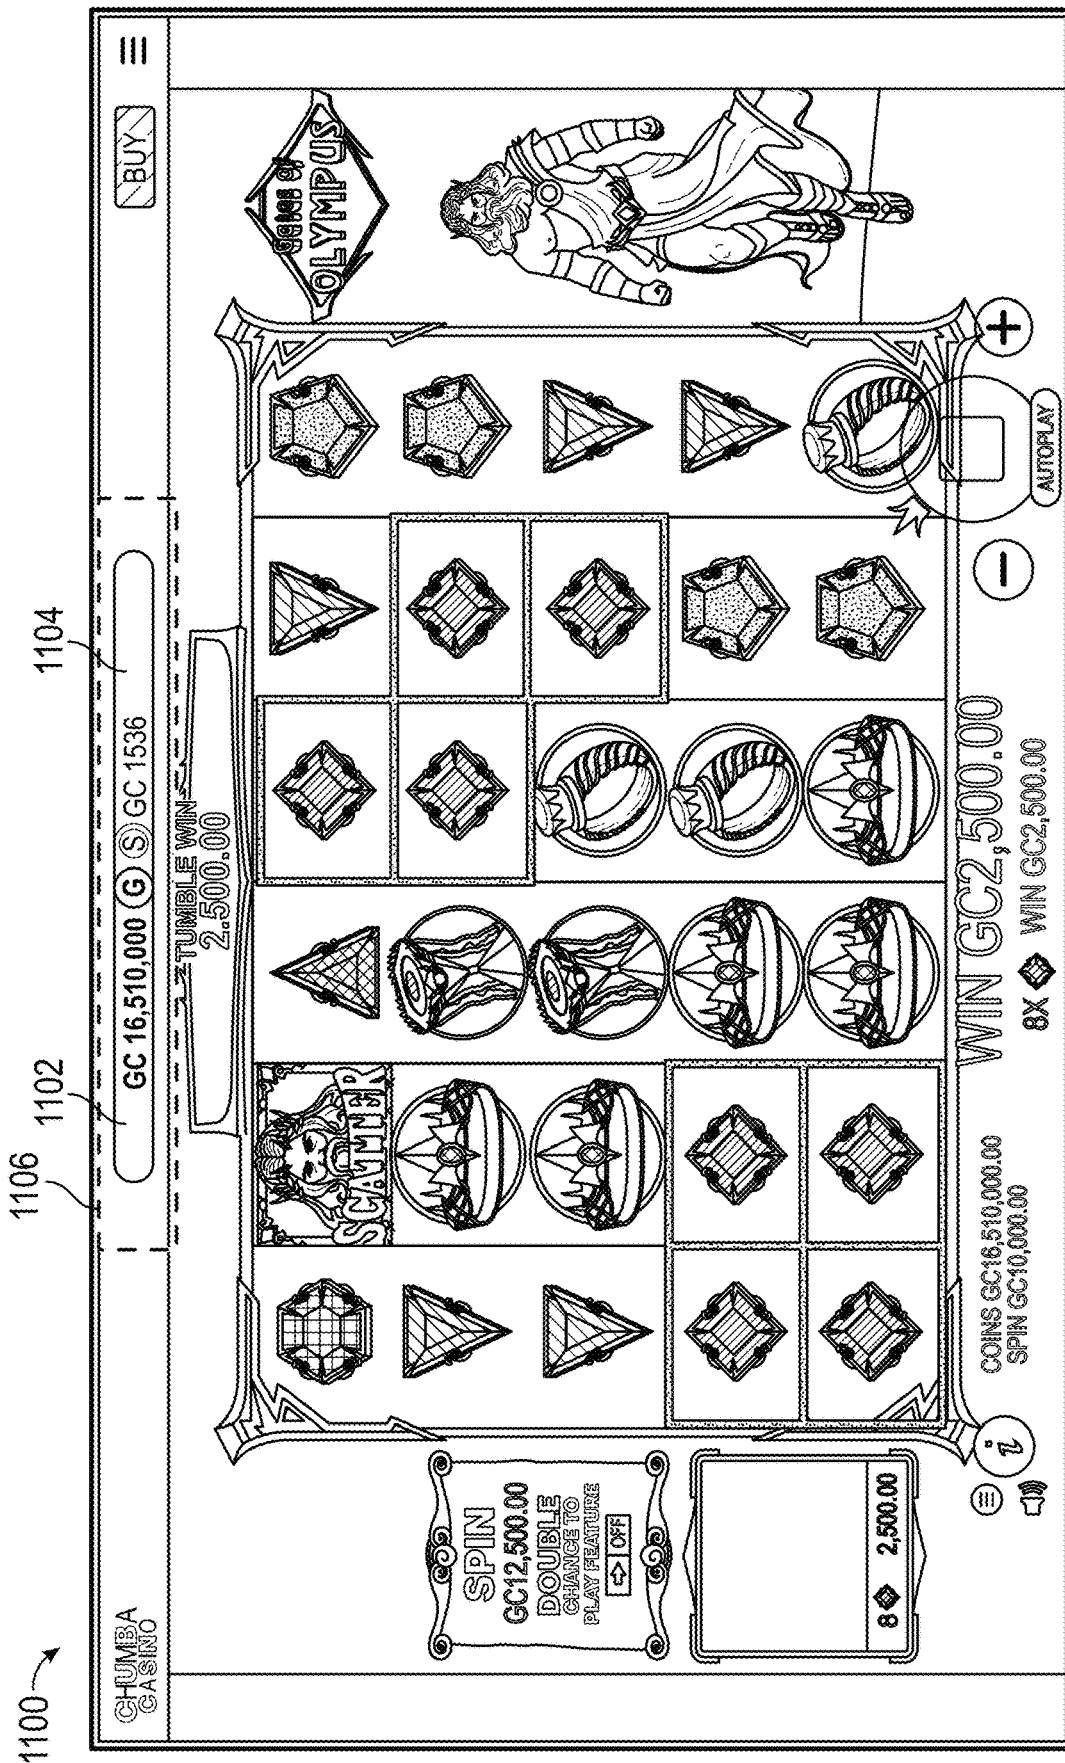 1100
1106
1102
1104
CHUMBA
CASINO
GC 16,510,000 G S GC 1536
BUY
TUMBLE WIN
2,500.00
Gates of
OLYMPUS
SCATTER
SPIN
GC12,500.00
DOUBLE
CHANCE TO
PLAY FEATURE
OFF
8 2,500.00
i
COINS GC16,510,000.00
SPIN GC10,000.00
WIN GC2,500.00
8X WIN GC2,500.00
AUTOPLAY